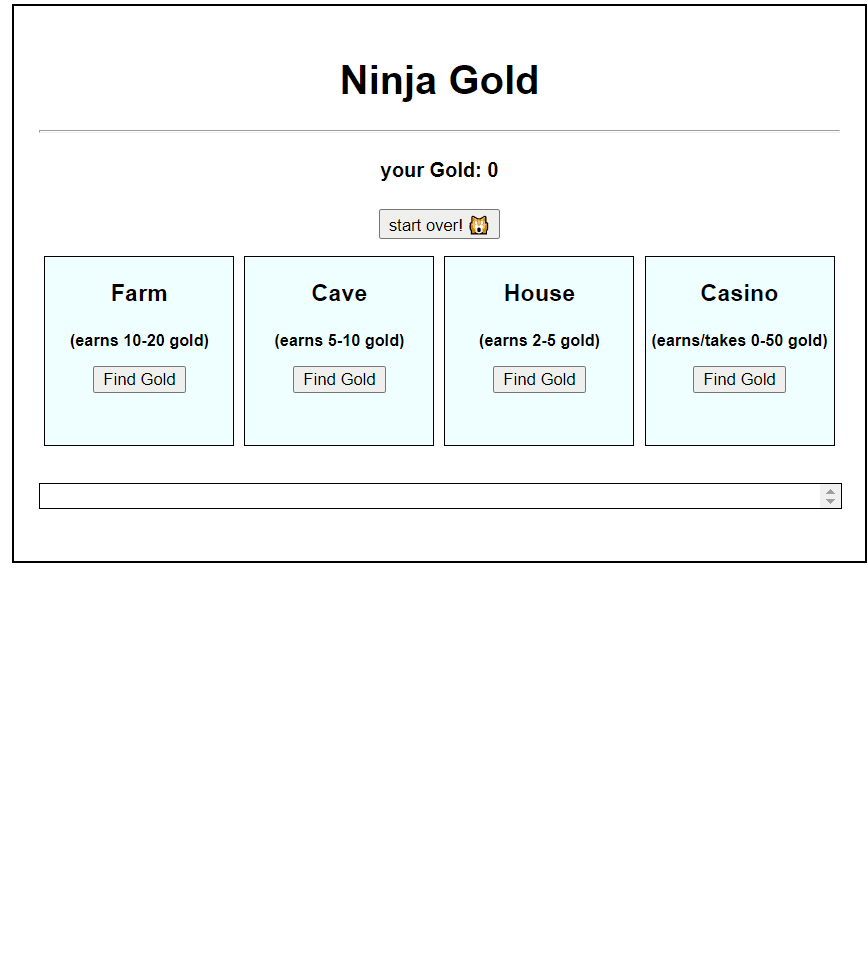 Ninja Gold
your Gold: 0
start over! 🐯
Farm
(earns 10-20 gold)
Find Gold
Cave
(earns 5-10 gold)
Find Gold
House
(earns 2-5 gold)
Find Gold
Casino
(earns/takes 0-50 gold)
Find Gold